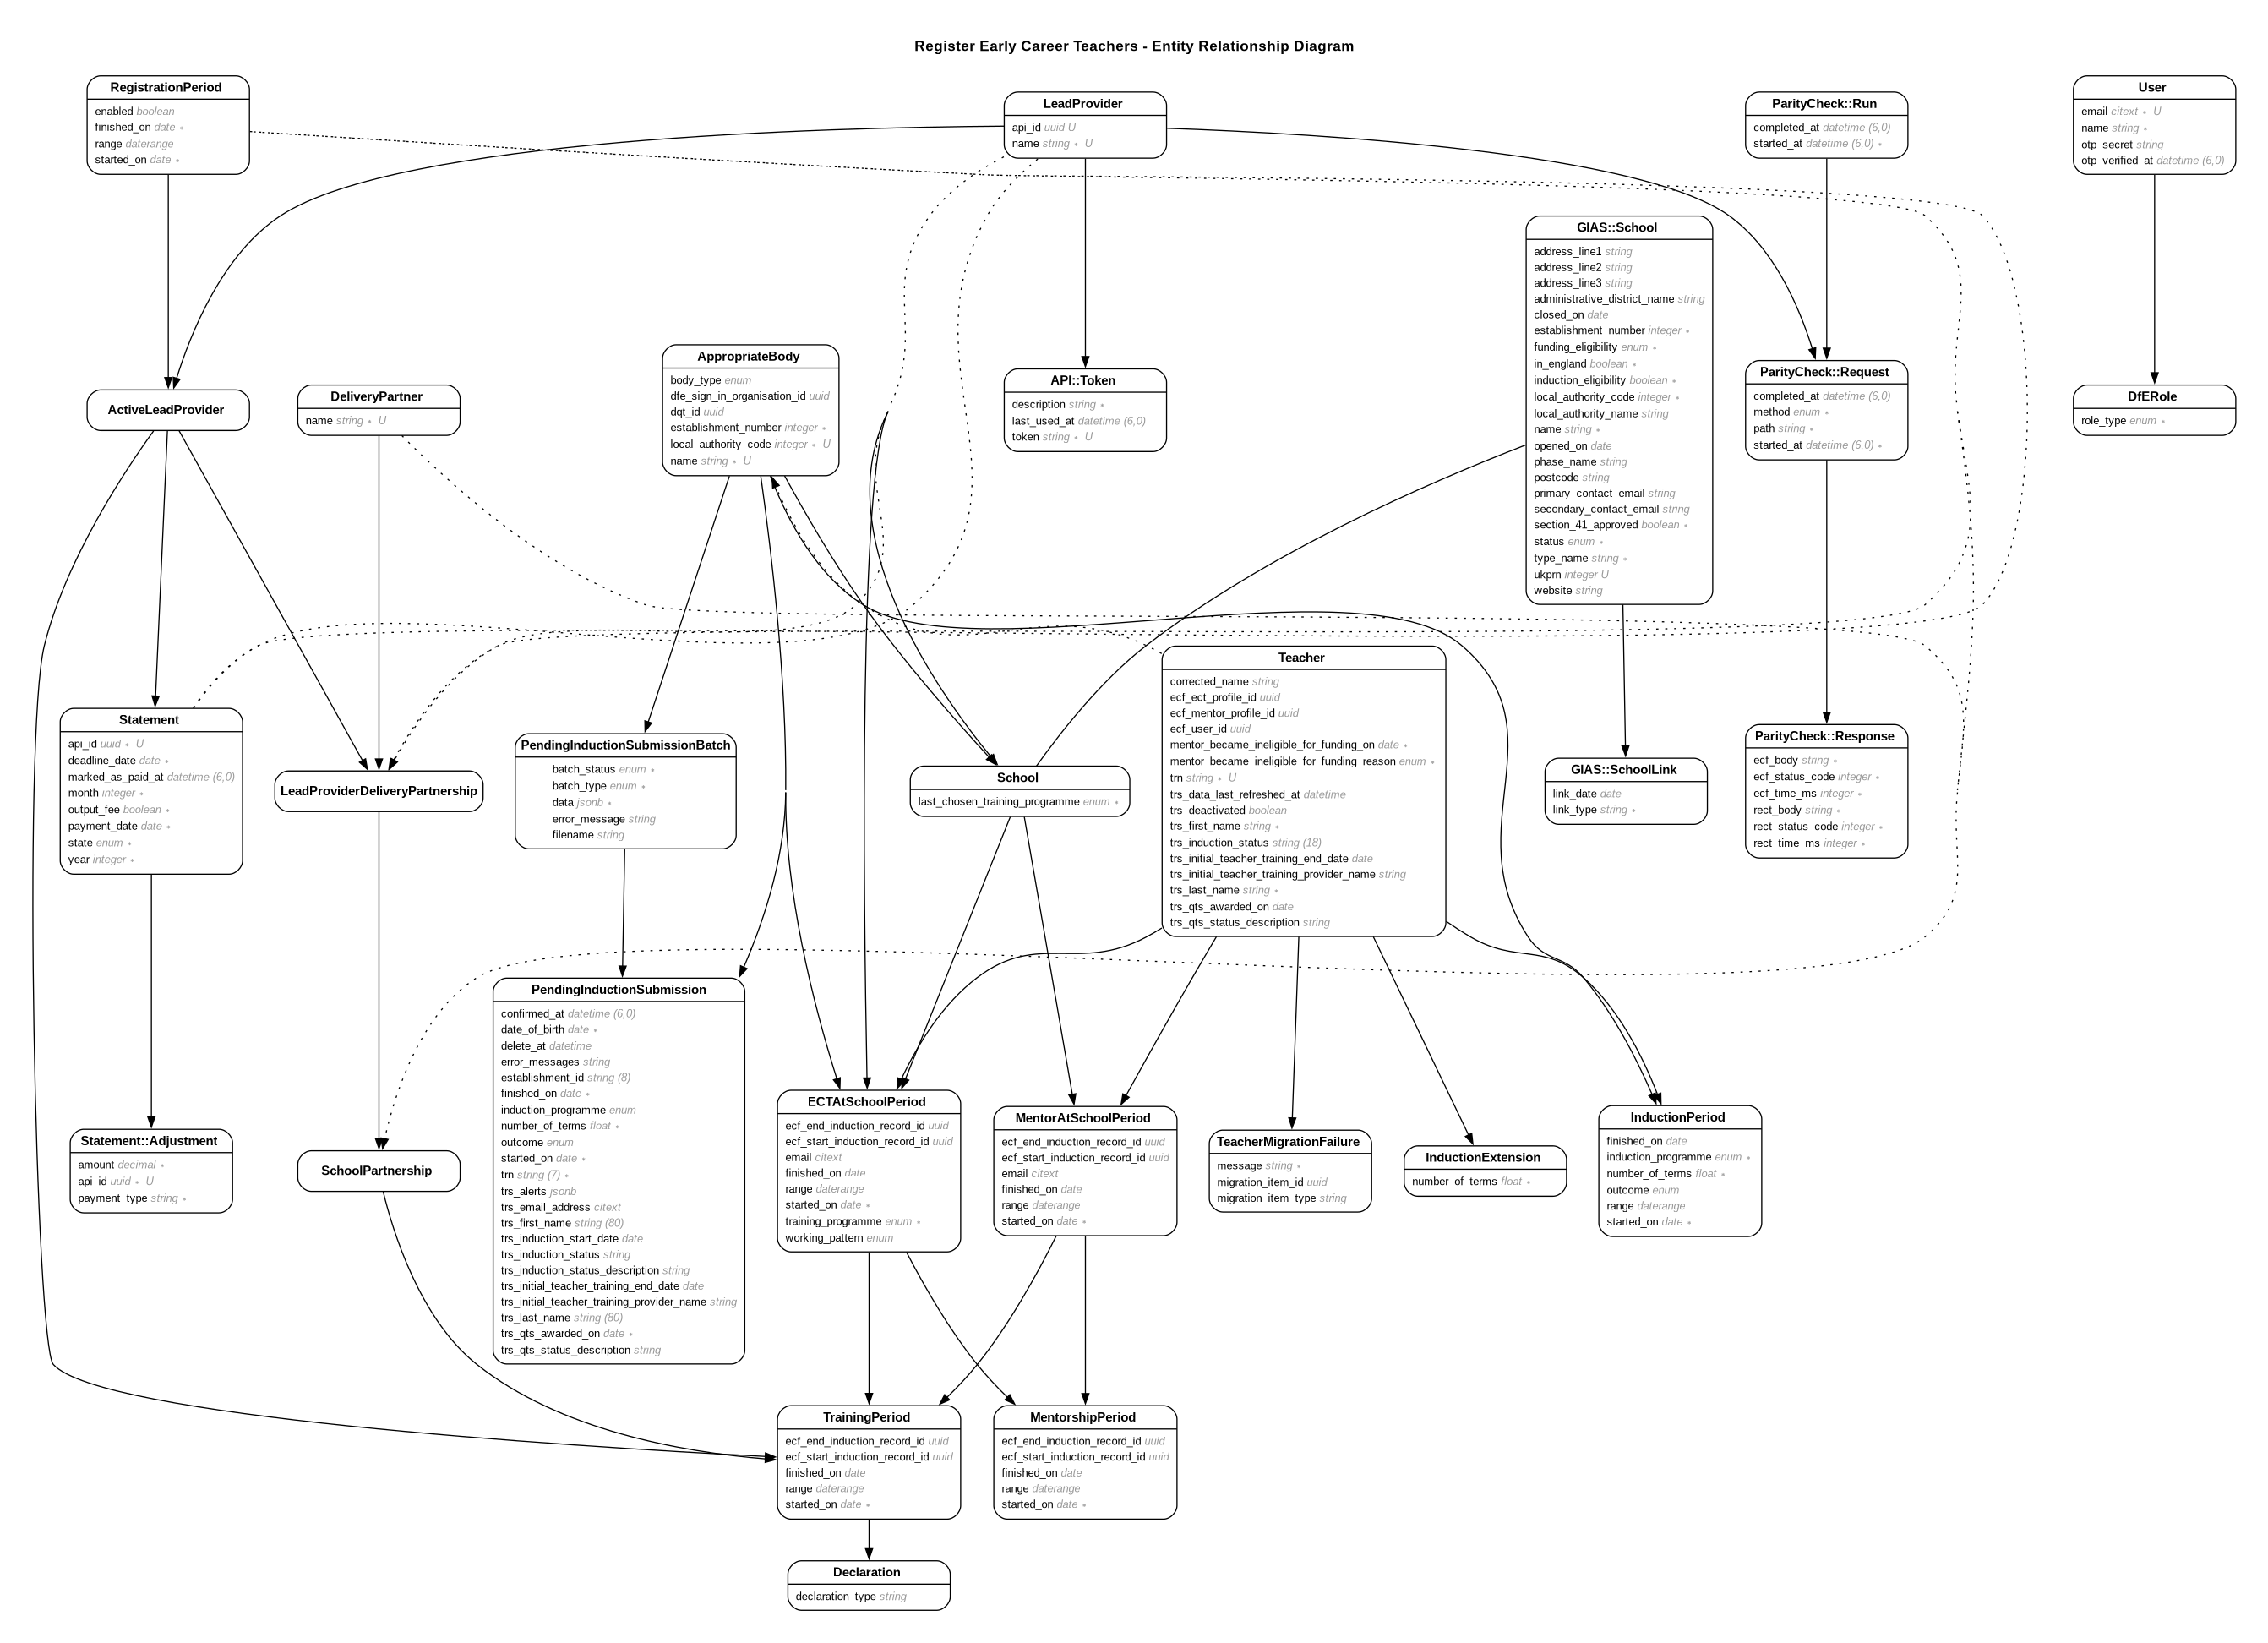 Register Early Career Teachers - Entity Relationship Diagram
RegistrationPeriod
enabled boolean
finished_on date *
range daterange
started_on date *
LeadProvider
api_id uuid U
name string * U
ParityCheck::Run
completed_at datetime (6,0)
started_at datetime (6,0) *
User
email citext * U
name string *
otp_secret string
otp_verified_at datetime (6,0)
GIAS::School
address_line1 string
address_line2 string
address_line3 string
administrative_district_name string
closed_on date
establishment_number integer *
funding_eligibility enum *
in_england boolean *
induction_eligibility boolean *
local_authority_code integer *
local_authority_name string
name string *
opened_on date
phase_name string
postcode string
primary_contact_email string
secondary_contact_email string
section_41_approved boolean *
status enum *
type_name string *
ukprn integer U
website string
ActiveLeadProvider
DeliveryPartner
name string * U
AppropriateBody
body_type enum
dfe_sign_in_organisation_id uuid
dqt_id uuid
establishment_number integer *
local_authority_code integer * U
name string * U
API::Token
description string *
last_used_at datetime (6,0)
token string * U
ParityCheck::Request
completed_at datetime (6,0)
method enum *
path string *
started_at datetime (6,0) *
DfERole
role_type enum *
Statement
api_id uuid * U
deadline_date date *
marked_as_paid_at datetime (6,0)
month integer *
output_fee boolean *
payment_date date *
state enum *
year integer *
LeadProviderDeliveryPartnership
PendingInductionSubmissionBatch
batch_status enum *
batch_type enum *
data jsonb *
error_message string
filename string
School
last_chosen_training_programme enum *
Teacher
corrected_name string
ecf_ect_profile_id uuid
ecf_mentor_profile_id uuid
ecf_user_id uuid
mentor_became_ineligible_for_funding_on date *
mentor_became_ineligible_for_funding_reason enum *
trn string * U
trs_data_last_refreshed_at datetime
trs_deactivated boolean
trs_first_name string *
trs_induction_status string (18)
trs_initial_teacher_training_end_date date
trs_initial_teacher_training_provider_name string
trs_last_name string *
trs_qts_awarded_on date
trs_qts_status_description string
GIAS::SchoolLink
link_date date
link_type string *
ParityCheck::Response
ecf_body string *
ecf_status_code integer *
ecf_time_ms integer *
rect_body string *
rect_status_code integer *
rect_time_ms integer *
Statement::Adjustment
amount decimal *
api_id uuid * U
payment_type string *
SchoolPartnership
PendingInductionSubmission
confirmed_at datetime (6,0)
date_of_birth date *
delete_at datetime
error_messages string
establishment_id string (8)
finished_on date *
induction_programme enum
number_of_terms float *
outcome enum
started_on date *
trn string (7) *
trs_alerts jsonb
trs_email_address citext
trs_first_name string (80)
trs_induction_start_date date
trs_induction_status string
trs_induction_status_description string
trs_initial_teacher_training_end_date date
trs_initial_teacher_training_provider_name string
trs_last_name string (80)
trs_qts_awarded_on date *
trs_qts_status_description string
ECTAtSchoolPeriod
ecf_end_induction_record_id uuid
ecf_start_induction_record_id uuid
email citext
finished_on date
range daterange
started_on date *
training_programme enum *
working_pattern enum
MentorAtSchoolPeriod
ecf_end_induction_record_id uuid
ecf_start_induction_record_id uuid
email citext
finished_on date
range daterange
started_on date *
TeacherMigrationFailure
message string *
migration_item_id uuid
migration_item_type string
InductionExtension
number_of_terms float *
InductionPeriod
finished_on date
induction_programme enum *
number_of_terms float *
outcome enum
range daterange
started_on date *
TrainingPeriod
ecf_end_induction_record_id uuid
ecf_start_induction_record_id uuid
finished_on date
range daterange
started_on date *
MentorshipPeriod
ecf_end_induction_record_id uuid
ecf_start_induction_record_id uuid
finished_on date
range daterange
started_on date *
Declaration
declaration_type string